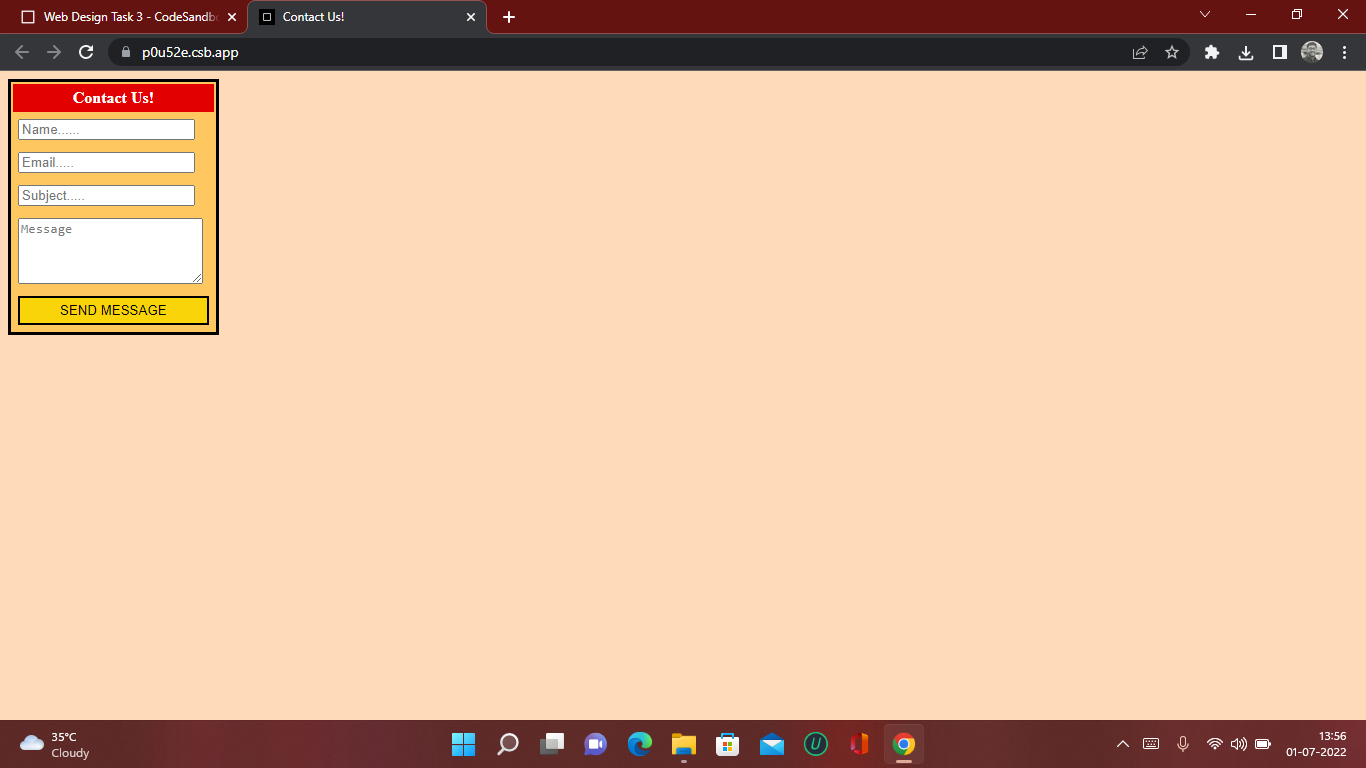 Web Design Task 3 - CodeSandb
Contact Us!
p0u52e.csb.app
Contact Us!
Name......
Email.....
Subject.....
Message
SEND MESSAGE
35°C
Cloudy
U
13:56
01-07-2022